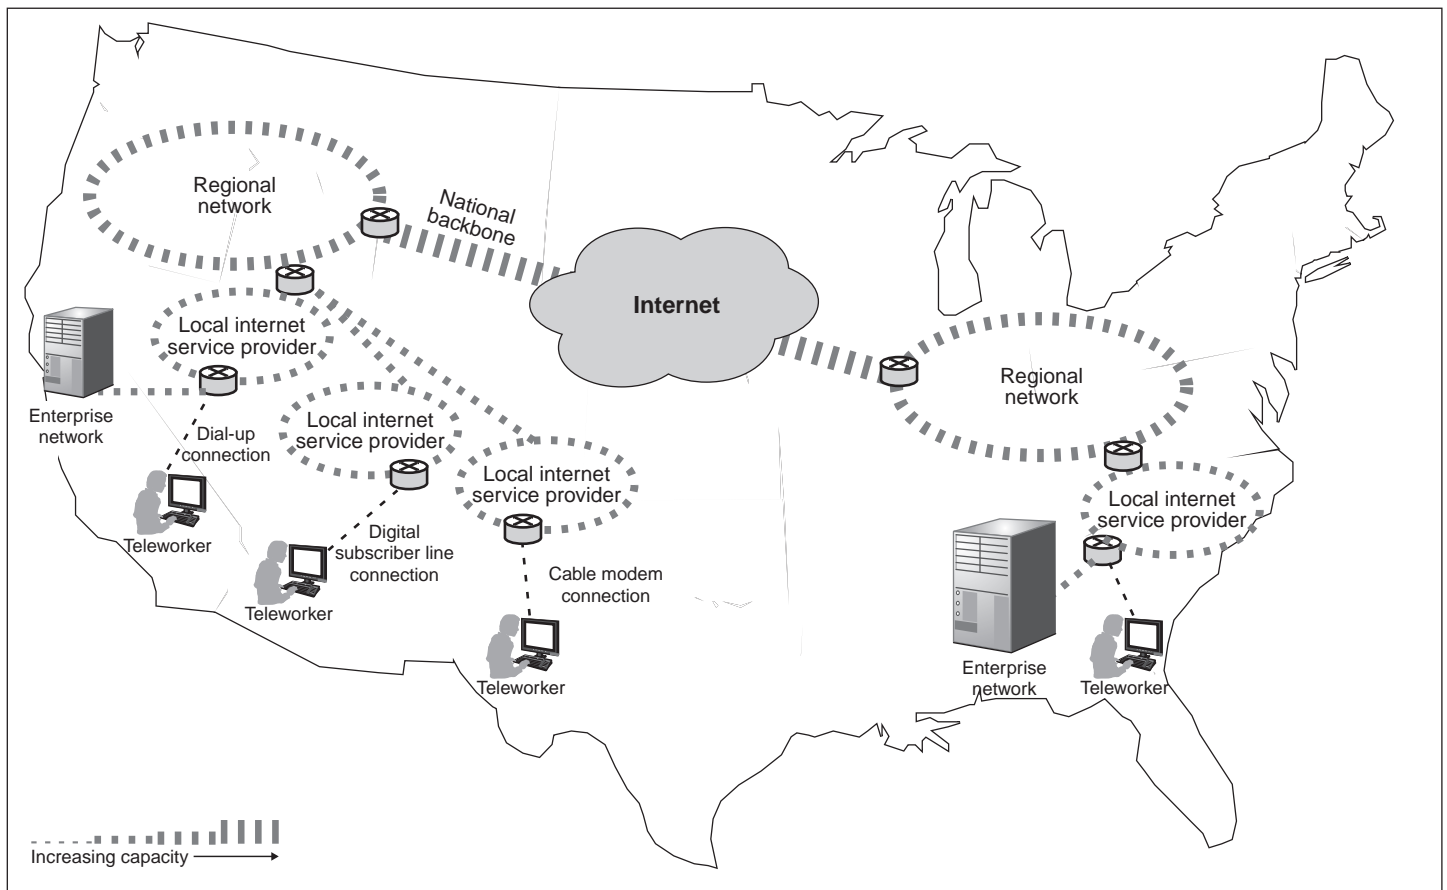 Regional
network
National
backbone
Internet
Local internet
service provider
Enterprise
network
Dial-up
connection
Teleworker
Local internet
service provider
Digital
subscriber line
connection
Teleworker
Local internet
service provider
Cable modem
connection
Teleworker
Regional
network
Local internet
service provider
Enterprise
network
Teleworker
Increasing capacity